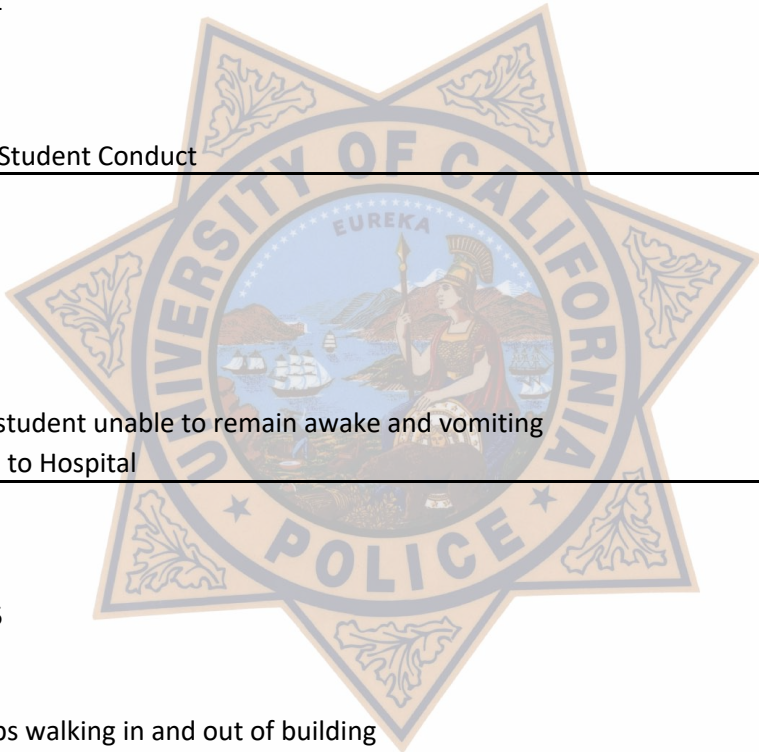 Student Conduct
UNIVERSITY OF CALIFORNIA
EUREKA
student unable to remain awake and vomiting
to Hospital
POLICE
walking in and out of building